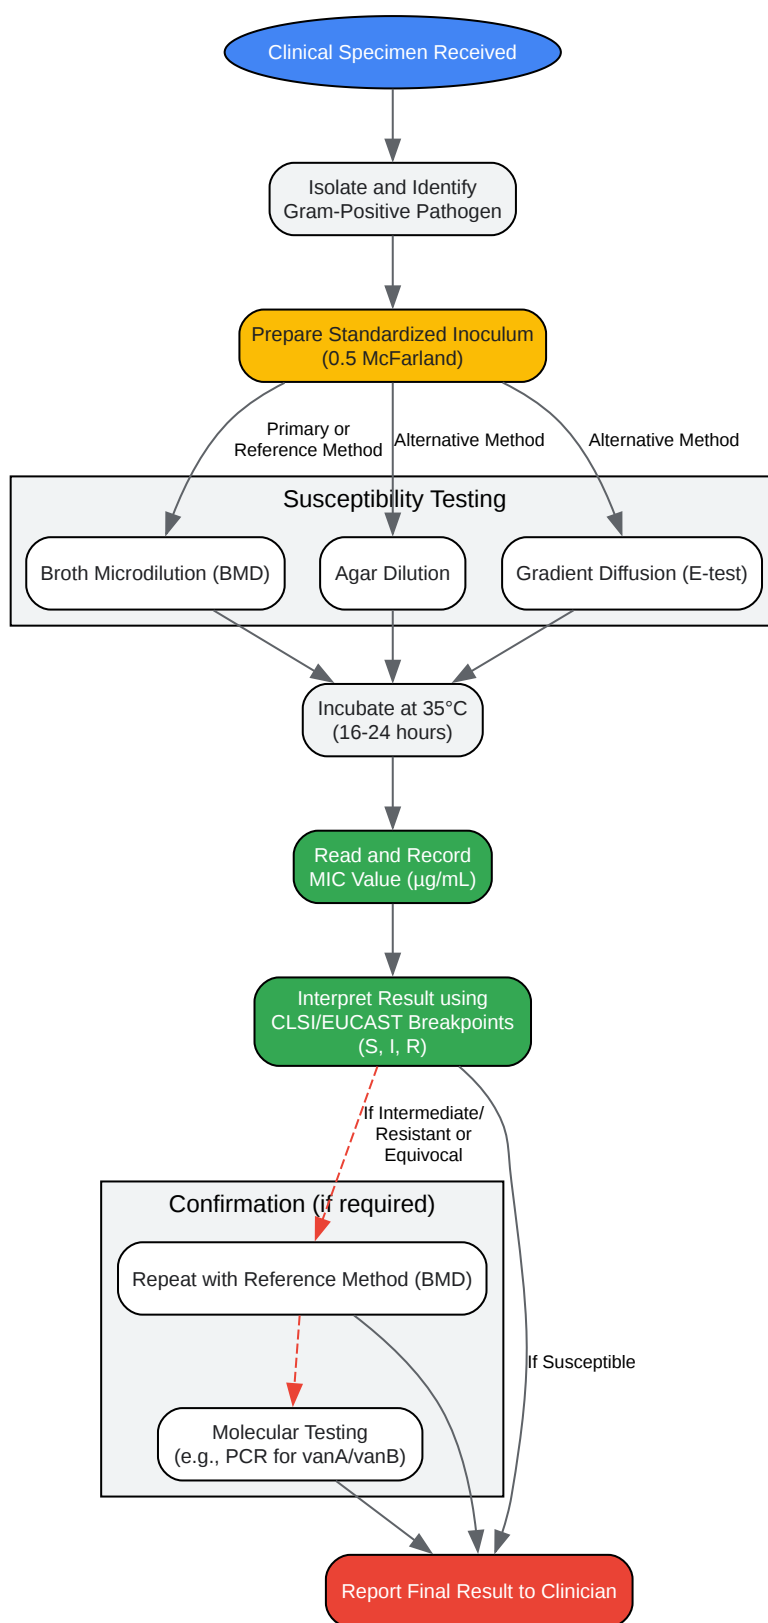 Clinical Specimen Received
Isolate and Identify
Gram-Positive Pathogen
Prepare Standardized Inoculum
(0.5 McFarland)
Primary or
Reference Method
Alternative Method
Alternative Method
Susceptibility Testing
Broth Microdilution (BMD)
Agar Dilution
Gradient Diffusion (E-test)
Incubate at 35°C
(16-24 hours)
Read and Record
MIC Value (µg/mL)
Interpret Result using
CLSI/EUCAST Breakpoints
(S, I, R)
If Intermediate/
Resistant or
Equivocal
Confirmation (if required)
Repeat with Reference Method (BMD)
If Susceptible
Molecular Testing
(e.g., PCR for vanA/vanB)
Report Final Result to Clinician